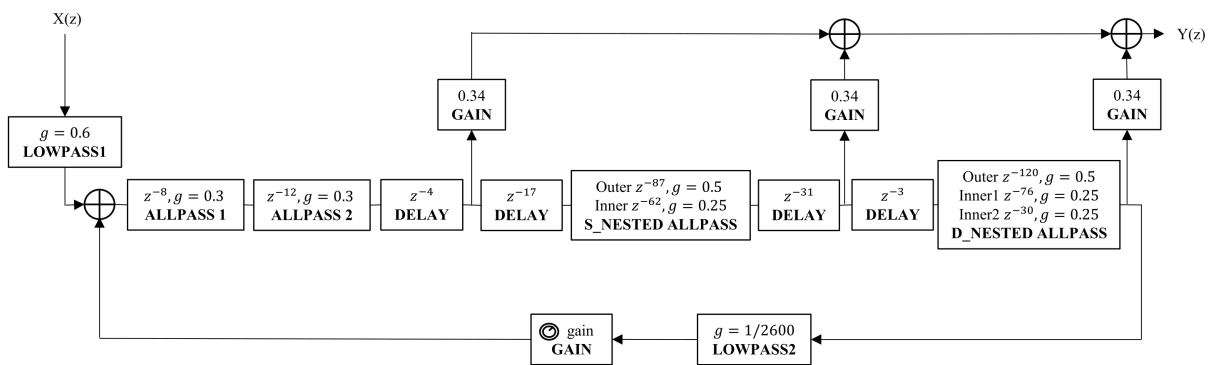 X(z)
Y(z)
0.34
GAIN
0.34
GAIN
0.34
GAIN
g = 0.6
LOWPASS1
z⁻⁸, g = 0.3
ALLPASS 1
z⁻¹², g = 0.3
ALLPASS 2
z⁻⁴
DELAY
z⁻¹⁷
DELAY
Outer z⁻⁸⁷, g = 0.5
Inner z⁻⁶², g = 0.25
S_NESTED ALLPASS
z⁻³¹
DELAY
z⁻³
DELAY
Outer z⁻¹²⁰, g = 0.5
Inner1 z⁻⁷⁶, g = 0.25
Inner2 z⁻³⁰, g = 0.25
D_NESTED ALLPASS
gain
GAIN
g = 1/2600
LOWPASS2